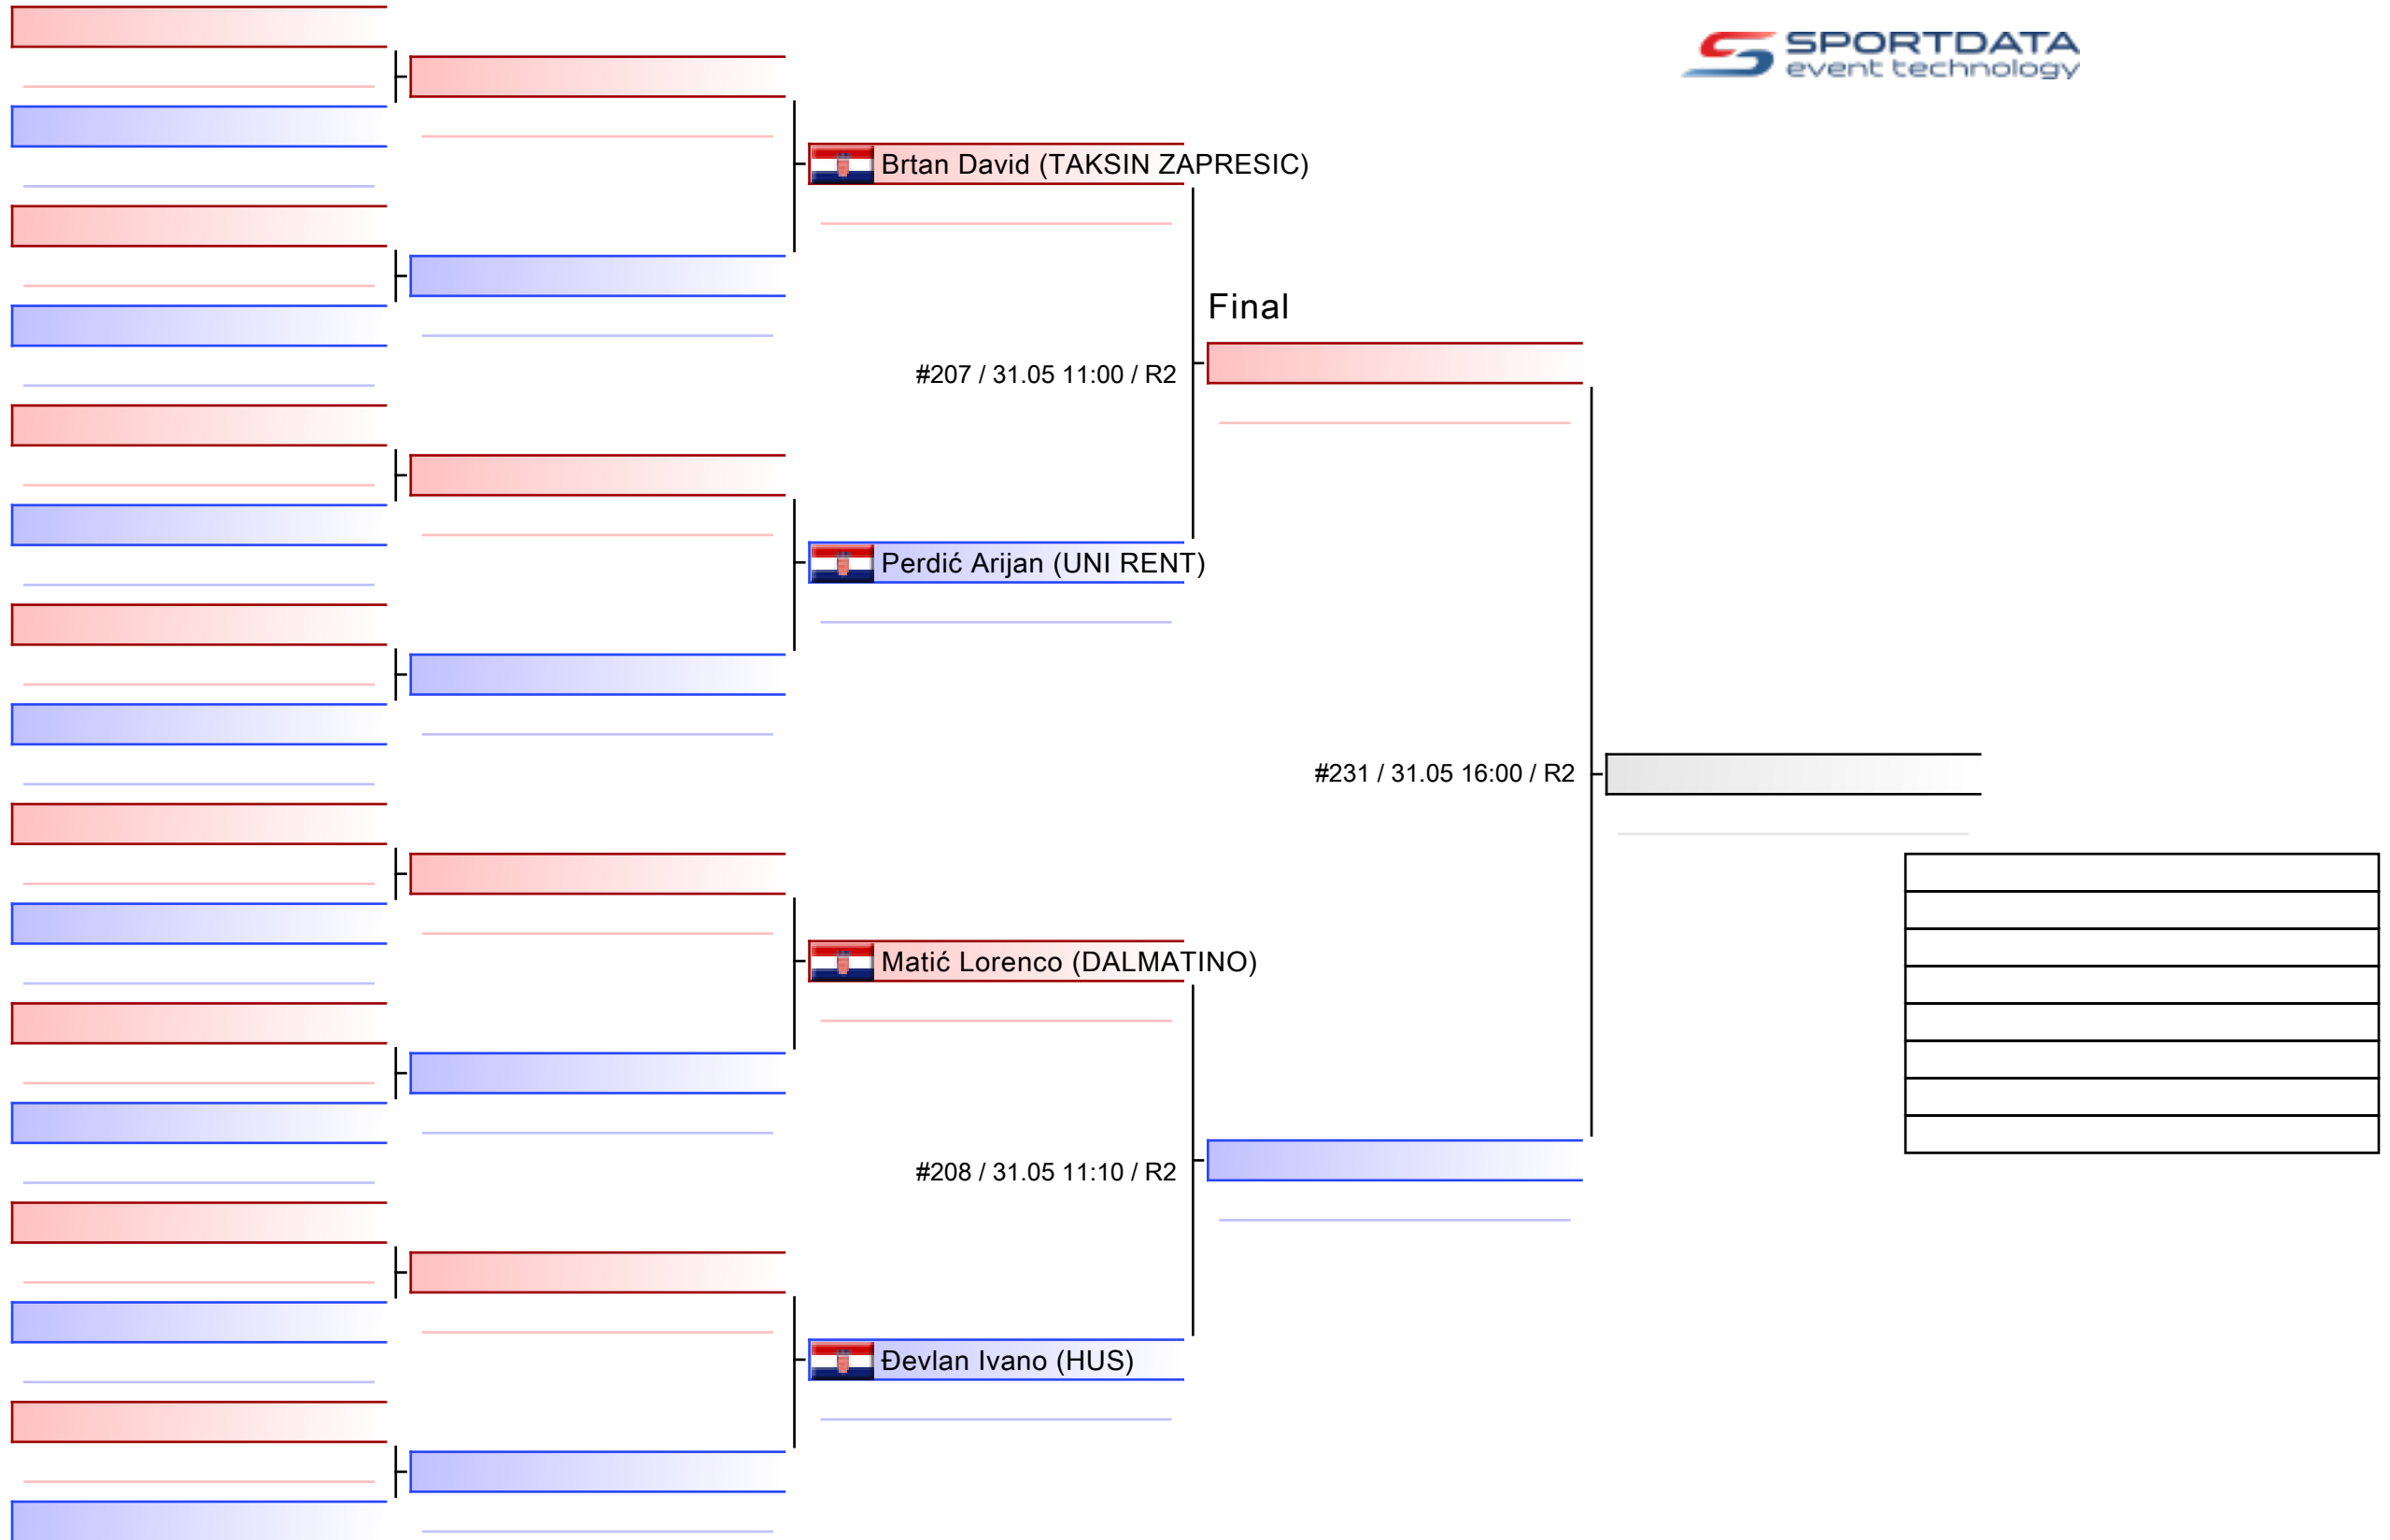 SPORTDATA
event technology
Brtan David (TAKSIN ZAPRESIC)
Final
#207 / 31.05 11:00 / R2
Perdić Arijan (UNI RENT)
#231 / 31.05 16:00 / R2
Matić Lorenco (DALMATINO)
#208 / 31.05 11:10 / R2
Đevlan Ivano (HUS)